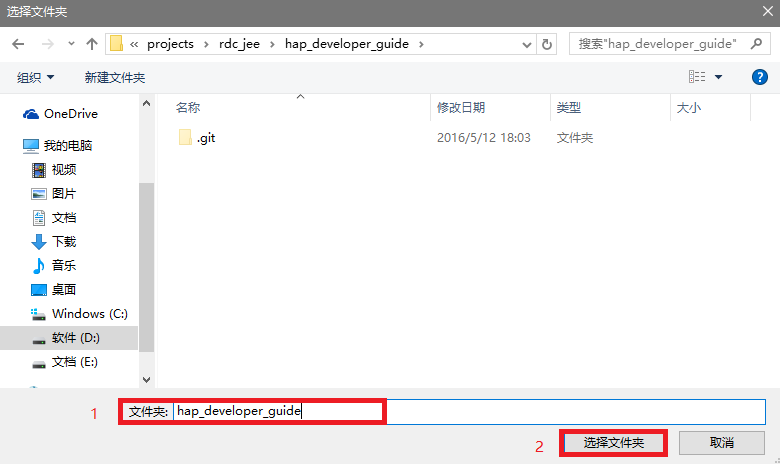 选择文件夹
« projects › rdc_jee › hap_developer_guide ›
搜索"hap_developer_guide"
组织 新建文件夹
名称 修改日期 类型 大小
OneDrive
我的电脑
视频
图片
文档
下载
音乐
桌面
Windows (C:)
软件 (D:)
文档 (E:)
.git 2016/5/12 18:03 文件夹
1 文件夹: hap_developer_guide
2 选择文件夹 取消